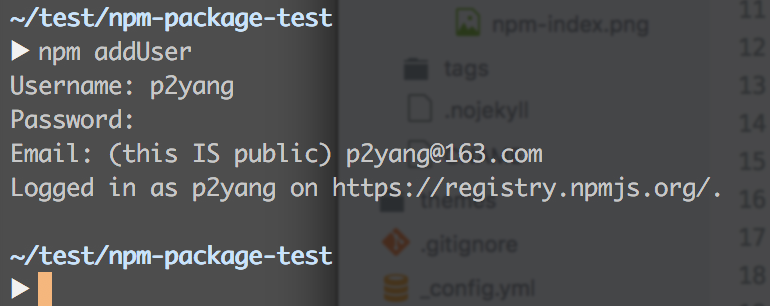 ~/test/npm-package-test
npm addUser
Username: p2yang
Password:
Email: (this IS public) p2yang@163.com
Logged in as p2yang on https://registry.npmjs.org/.
~/test/npm-package-test
npm-index.png
tags
.nojekyll
themes
.gitignore
_config.yml
11
12
13
14
15
16
17
18